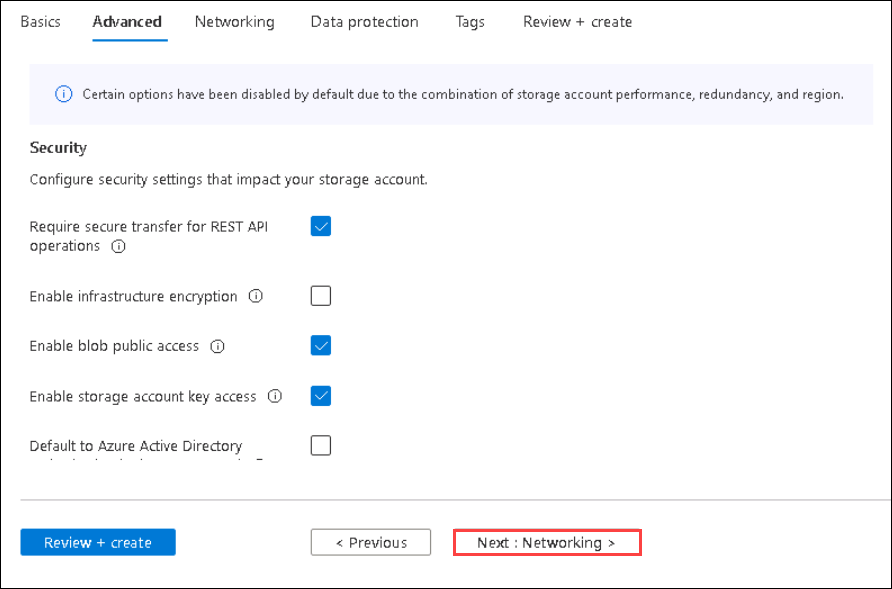 Basics Advanced Networking Data protection Tags Review + create
Certain options have been disabled by default due to the combination of storage account performance, redundancy, and region.
Security
Configure security settings that impact your storage account.
Require secure transfer for REST API
operations
Enable infrastructure encryption
Enable blob public access
Enable storage account key access
Default to Azure Active Directory
Review + create < Previous Next : Networking >